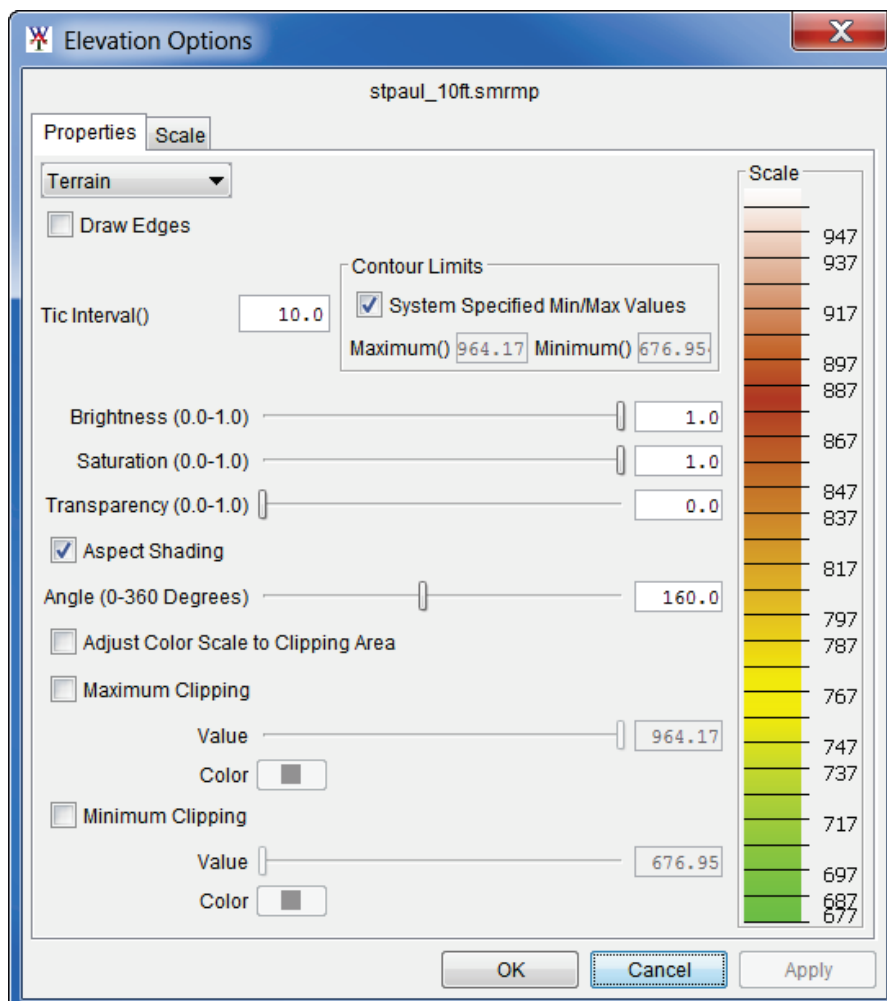 Elevation Options
X
stpaul_10ft.smrmp
Properties Scale
Terrain
Draw Edges
Tic Interval() 10.0
Contour Limits
System Specified Min/Max Values
Maximum() 964.17 Minimum() 676.95
Brightness (0.0-1.0) 1.0
Saturation (0.0-1.0) 1.0
Transparency (0.0-1.0) 0.0
Aspect Shading
Angle (0-360 Degrees) 160.0
Adjust Color Scale to Clipping Area
Maximum Clipping
Value 964.17
Color
Minimum Clipping
Value 676.95
Color
Scale
947
937
917
897
887
867
847
837
817
797
787
767
747
737
717
697
687
677
OK Cancel Apply